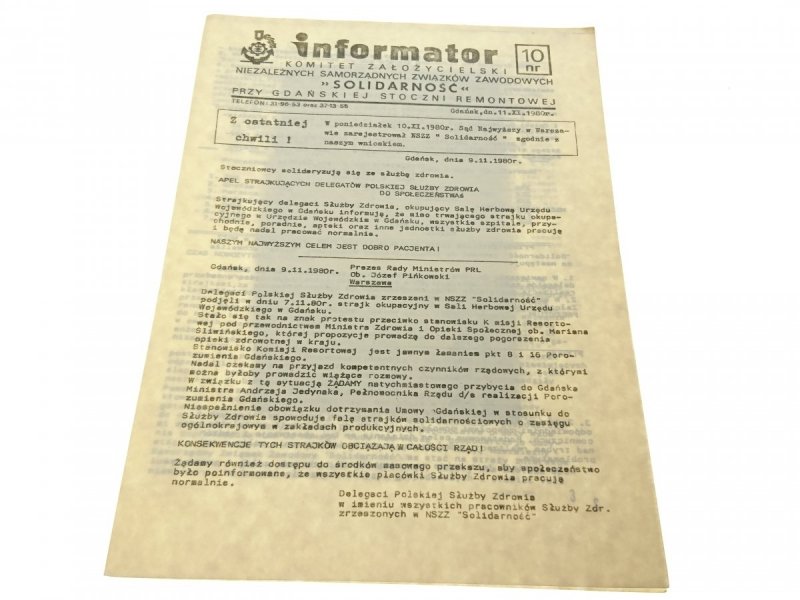 informator
10
nr
KOMITET ZAŁOŻYCIELSKI
NIEZALEŻNYCH SAMORZĄDNYCH ZWIĄZKÓW ZAWODOWYCH
»SOLIDARNOŚĆ«
PRZY GDAŃSKIEJ STOCZNI REMONTOWEJ
TELEFON: 31-96-53 oraz 37-13-55
Gdańsk, dn. 11.XI.1980r.
Z ostatniej
chwili !
W poniedziałek 10.XI.1980r. Sąd Najwyższy w Warsza-
wie zarejestrował NSZZ "Solidarność" zgodnie z
naszym wnioskiem.
Gdańsk, dnia 9.11.1980r.
Stoczniowcy solidaryzują się ze służbą zdrowia.
APEL STRAJKUJĄCYCH DELEGATÓW POLSKIEJ SŁUŻBY ZDROWIA
DO SPOŁECZEŃSTWA
Strajkujący delegaci Służby Zdrowia, okupujący Salę Herbową Urzędu
Wojewódzkiego w Gdańsku informują, że mimo trwającego strajku okupa-
cyjnego w Urzędzie Wojewódzkim w Gdańsku, wszystkie szpitale, przy-
chodnie, poradnie, apteki oraz inne jednostki służby zdrowia pracują
i będą nadal pracować normalnie.
NASZYM NAJWYŻSZYM CELEM JEST DOBRO PACJENTA!
Gdańsk, dnia 9.11.1980r.
Prezes Rady Ministrów PRL
Ob. Józef Pińkowski
Warszawa
Delegaci Polskiej Służby Zdrowia zrzeszeni w NSZZ "Solidarność"
podjęli w dniu 7.11.80r. strajk okupacyjny w Sali Herbowej Urzędu
Wojewódzkiego w Gdańsku.
Stało się tak na znak protestu przeciwko stanowisku K misji Resorto-
wej pod przewodnictwem Ministra Zdrowia i Opieki Społecznej ob. Mariana
Śliwińskiego, której propozycje prowadzą do dalszego pogorszenia
opieki zdrowotnej w kraju.
Stanowisko Komisji Resortowej jest jawnym łamaniem pkt 8 i 16 Poro-
zumienia Gdańskiego.
Nadal czekamy na przyjazd kompetentnych czynników rządowych, z którymi
można byłoby prowadzić wiążące rozmowy.
W związku z tą sytuacją ŻĄDAMY natychmiastowego przybycia do Gdańska
Ministra Andrzeja Jedynaka, Pełnomocnika Rządu d/s realizacji Poro-
zumienia Gdańskiego.
Niespełnienie obowiązku dotrzymania Umowy Gdańskiej w stosunku do
Służby Zdrowia spowoduje falę strajków solidarnościowych o zasięgu
ogólnokrajowym w zakładach produkcyjnych.
KONSEKWENCJE TYCH STRAJKÓW OBCIĄŻAJĄ W CAŁOŚCI RZĄD!
Żądamy również dostępu do środków masowego przekazu, aby społeczeństwo
było poinformowane, że wszystkie placówki Służby Zdrowia pracują
normalnie.
Delegaci Polskiej Służby Zdrowia
w imieniu wszystkich pracowników Służby Zdr.
zrzeszonych w NSZZ "Solidarność"